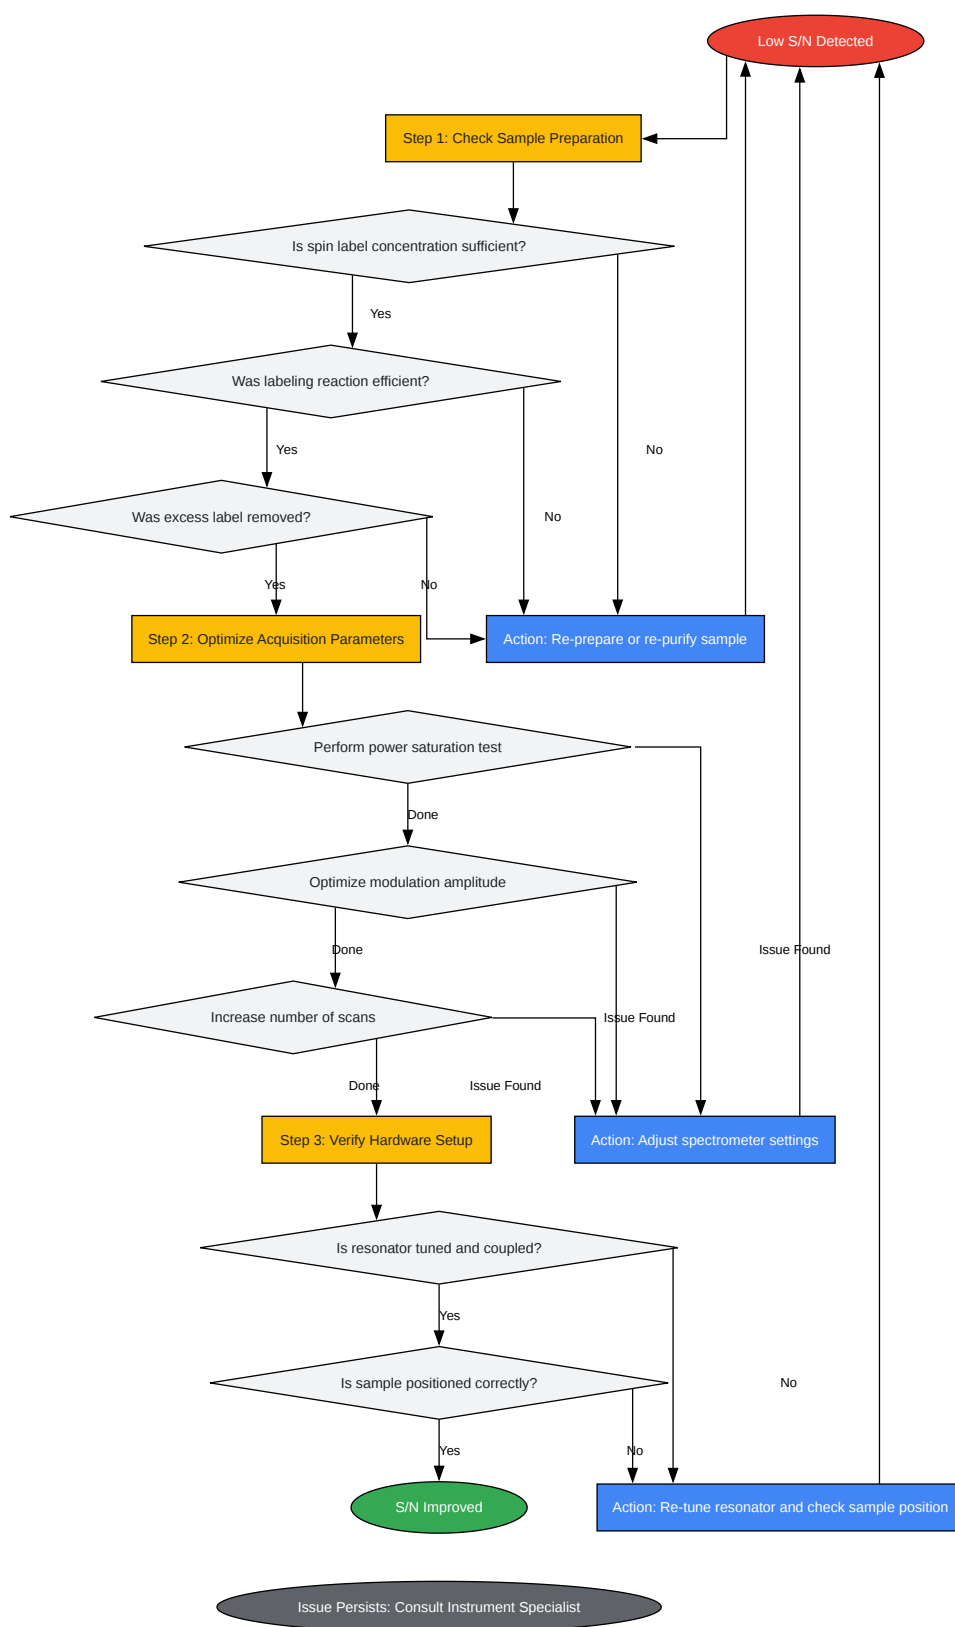 Low S/N Detected
Step 1: Check Sample Preparation
Is spin label concentration sufficient?
Yes
Was labeling reaction efficient?
Yes
No
Was excess label removed?
No
Yes
No
Step 2: Optimize Acquisition Parameters
Action: Re-prepare or re-purify sample
Perform power saturation test
Done
Optimize modulation amplitude
Done
Issue Found
Increase number of scans
Issue Found
Done
Issue Found
Step 3: Verify Hardware Setup
Action: Adjust spectrometer settings
Is resonator tuned and coupled?
Yes
Is sample positioned correctly?
No
Yes
No
S/N Improved
Action: Re-tune resonator and check sample position
Issue Persists: Consult Instrument Specialist